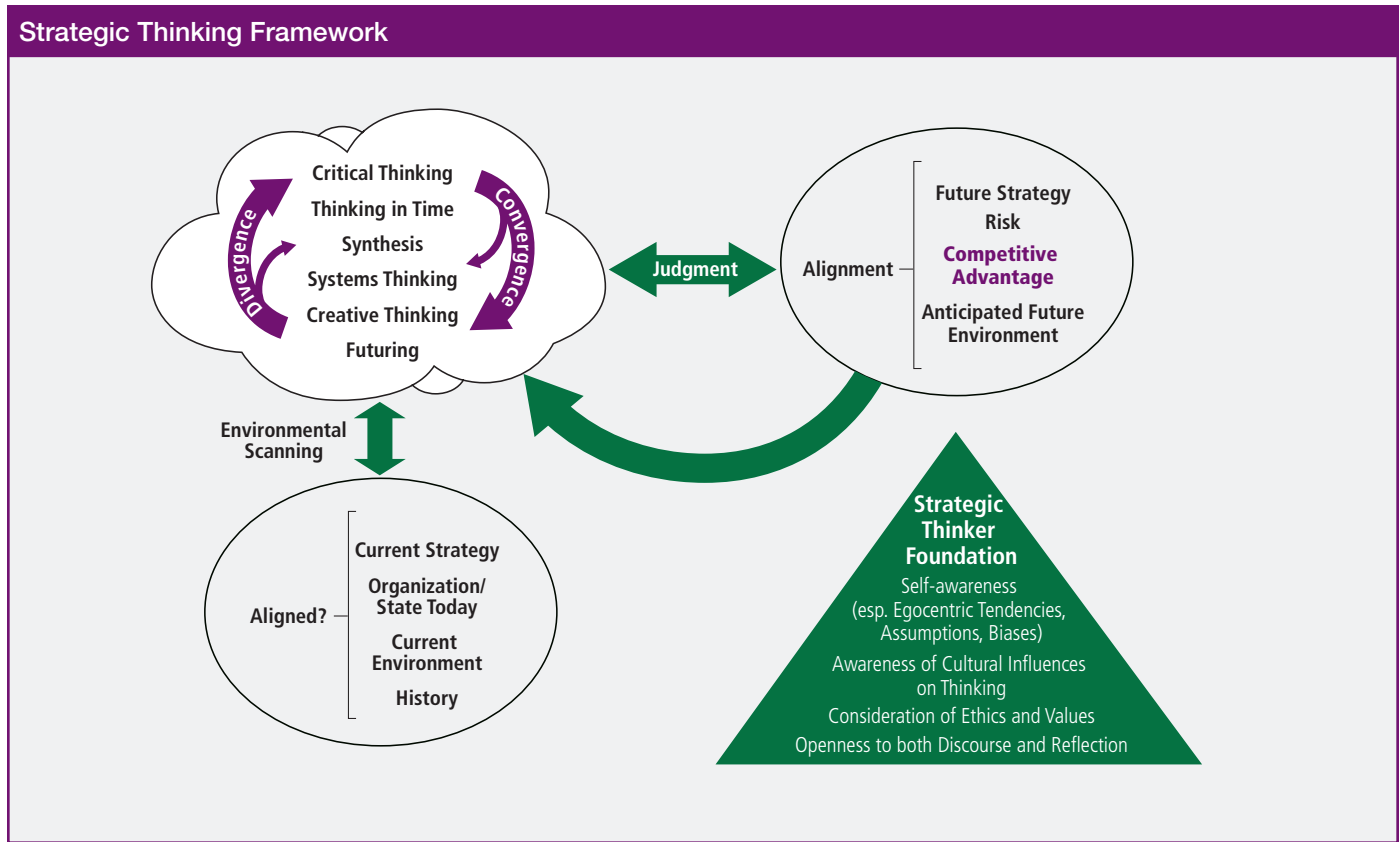 Strategic Thinking Framework
Critical Thinking
Thinking in Time
Synthesis
Systems Thinking
Creative Thinking
Futuring
Divergence
Convergence
Judgment
Alignment
Future Strategy
Risk
Competitive
Advantage
Anticipated Future
Environment
Environmental
Scanning
Aligned?
Current Strategy
Organization/
State Today
Current
Environment
History
Strategic
Thinker
Foundation
Self-awareness
(esp. Egocentric Tendencies,
Assumptions, Biases)
Awareness of Cultural Influences
on Thinking
Consideration of Ethics and Values
Openness to both Discourse and Reflection